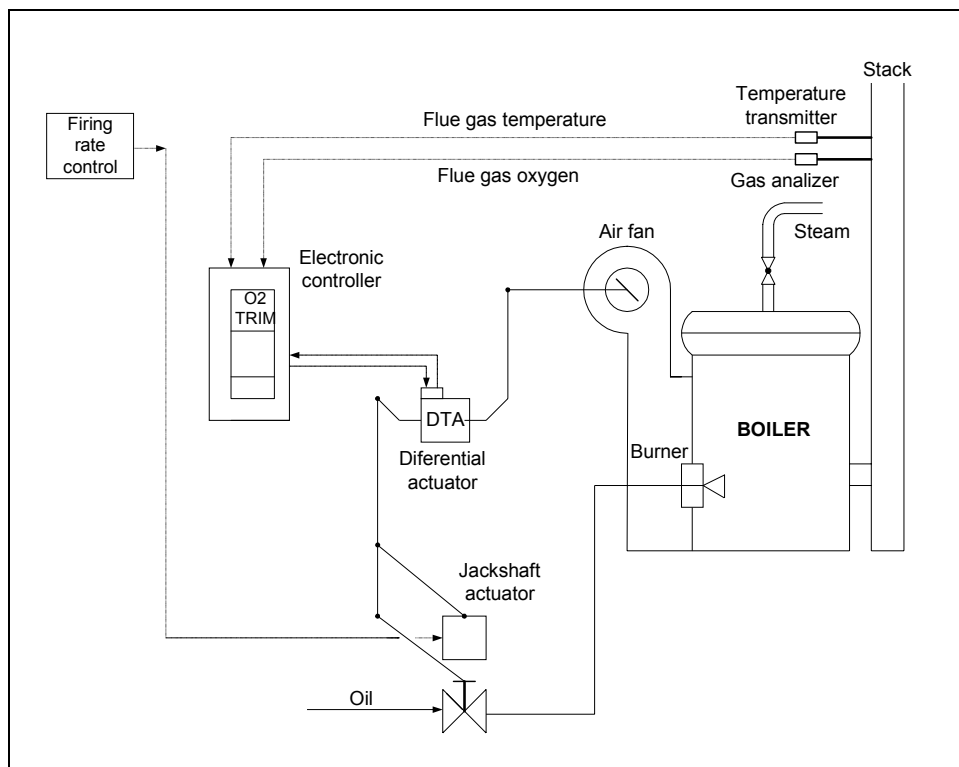 Stack
Temperature
transmitter
Firing
rate
control
Flue gas temperature
Flue gas oxygen
Gas analizer
Steam
Air fan
Electronic
controller
O2
TRIM
DTA
Diferential
actuator
BOILER
Burner
Jackshaft
actuator
Oil